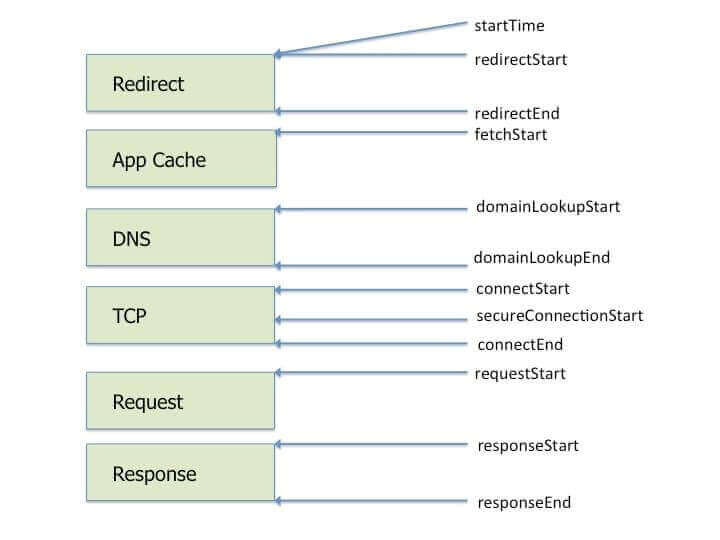 startTime
redirectStart
Redirect
redirectEnd
fetchStart
App Cache
domainLookupStart
DNS
domainLookupEnd
connectStart
TCP
secureConnectionStart
connectEnd
requestStart
Request
responseStart
Response
responseEnd